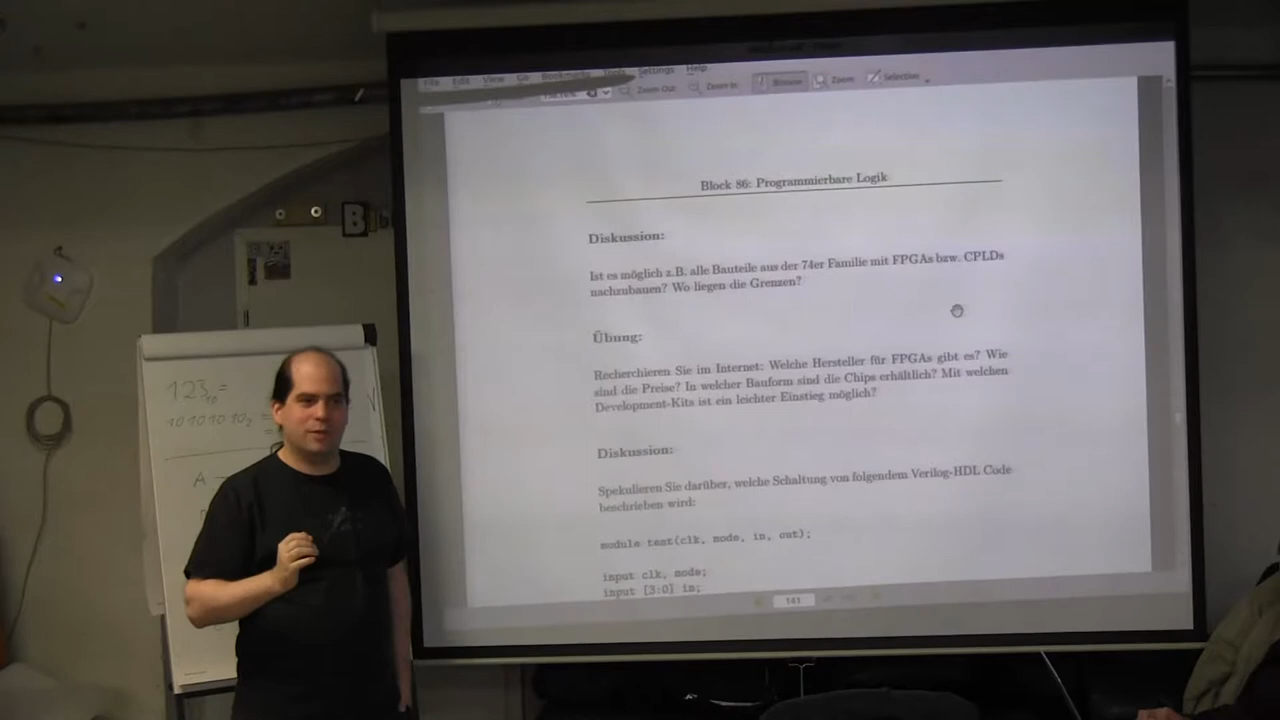 File Edit View Go Bookmarks Tools Settings Help
Zoom Out Zoom In Browse Zoom Selection
Block 86: Programmierbare Logik
Diskussion:
Ist es möglich z.B. alle Bauteile aus der 74er Familie mit FPGAs bzw. CPLDs
nachzubauen? Wo liegen die Grenzen?
Übung:
Recherchieren Sie im Internet: Welche Hersteller für FPGAs gibt es? Wie
sind die Preise? In welcher Bauform sind die Chips erhältlich? Mit welchen
Development-Kits ist ein leichter Einstieg möglich?
Diskussion:
Spekulieren Sie darüber, welche Schaltung von folgendem Verilog-HDL Code
beschrieben wird:
module test(clk, mode, in, out);
input clk, mode;
input [3:0] in;
141
B
123₁₀ =
10101010₂ =
=
A